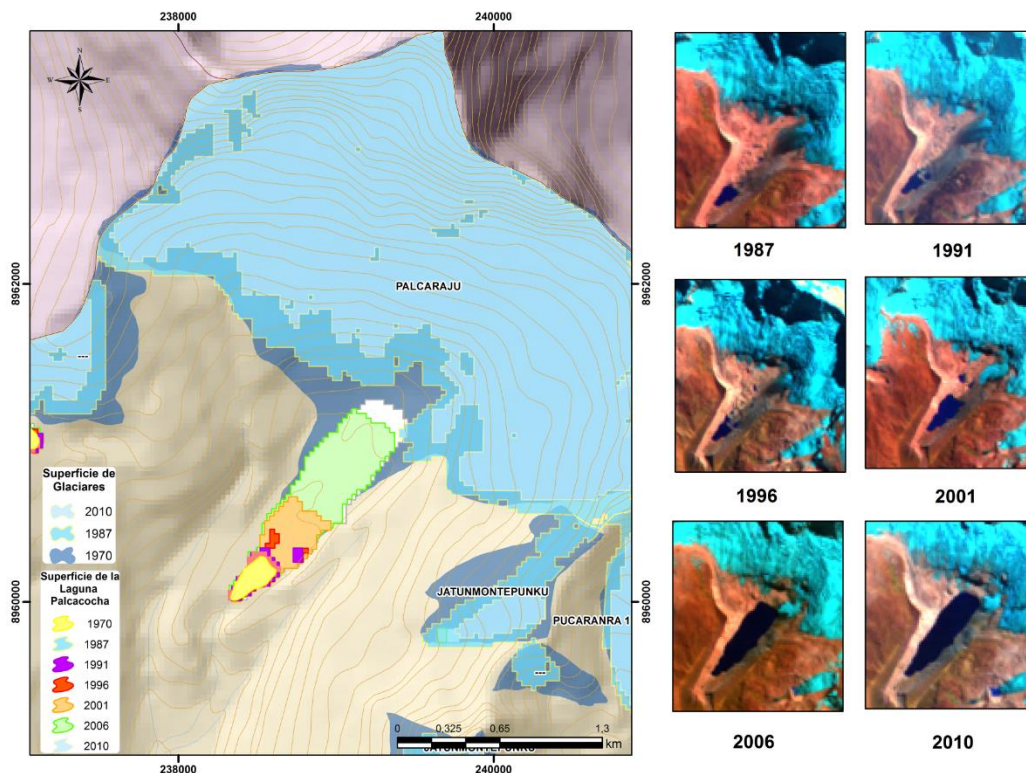 238000
240000
N
W
E
S
PALCARAJU
8962000
8962000
---
Superficie de
Glaciares
2010
1987
1970
Superficie de la
Laguna
Palcacocha
1970
1987
1991
1996
2001
2006
2010
8960000
8960000
JATUNMONTEPUNKU
PUCARANRA 1
---
JATUNMONTEPUNKU
0 0,325 0,65 1,3
km
238000
240000
1987
1991
1996
2001
2006
2010